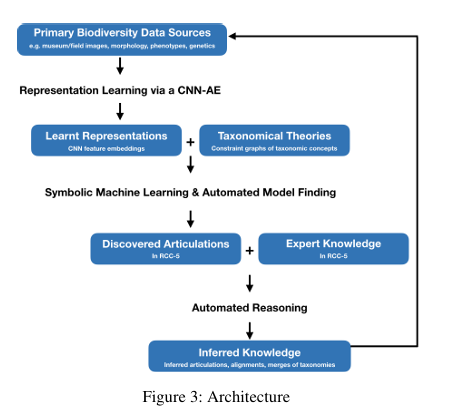 Primary Biodiversity Data Sources
e.g. museum/field images, morphology, phenotypes, genetics
Representation Learning via a CNN-AE
Learnt Representations
CNN feature embeddings
+
Taxonomical Theories
Constraint graphs of taxonomic concepts
Symbolic Machine Learning & Automated Model Finding
Discovered Articulations
In RCC-5
+
Expert Knowledge
In RCC-5
Automated Reasoning
Inferred Knowledge
Inferred articulations, alignments, merges of taxonomies
Figure 3: Architecture